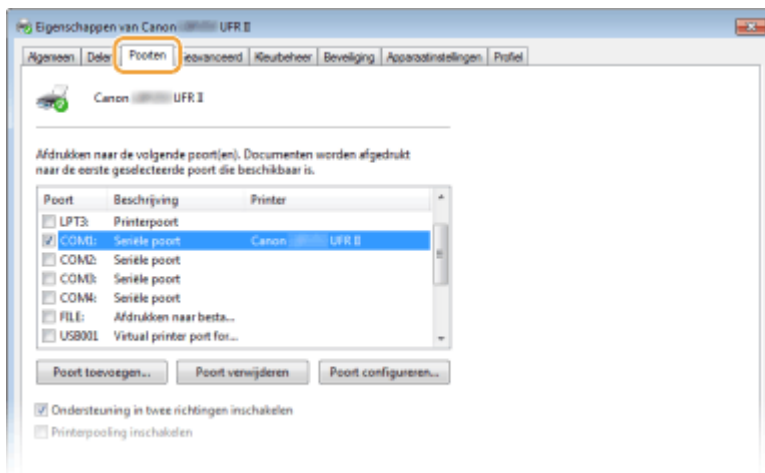 Eigenschappen van Canon UFR II
Algemeen Delen Poorten Geavanceerd Kleurbeheer Beveiliging Apparaatinstellingen Profiel
Canon UFR II
Afdrukken naar de volgende poort(en). Documenten worden afgedrukt
naar de eerste geselecteerde poort die beschikbaar is.
Poort Beschrijving Printer
LPT3: Printerpoort
COM1: Seriële poort Canon UFR II
COM2: Seriële poort
COM3: Seriële poort
COM4: Seriële poort
FILE: Afdrukken naar besta...
USB001 Virtual printer port for...
Poort toevoegen... Poort verwijderen Poort configureren...
Ondersteuning in twee richtingen inschakelen
Printerpooling inschakelen